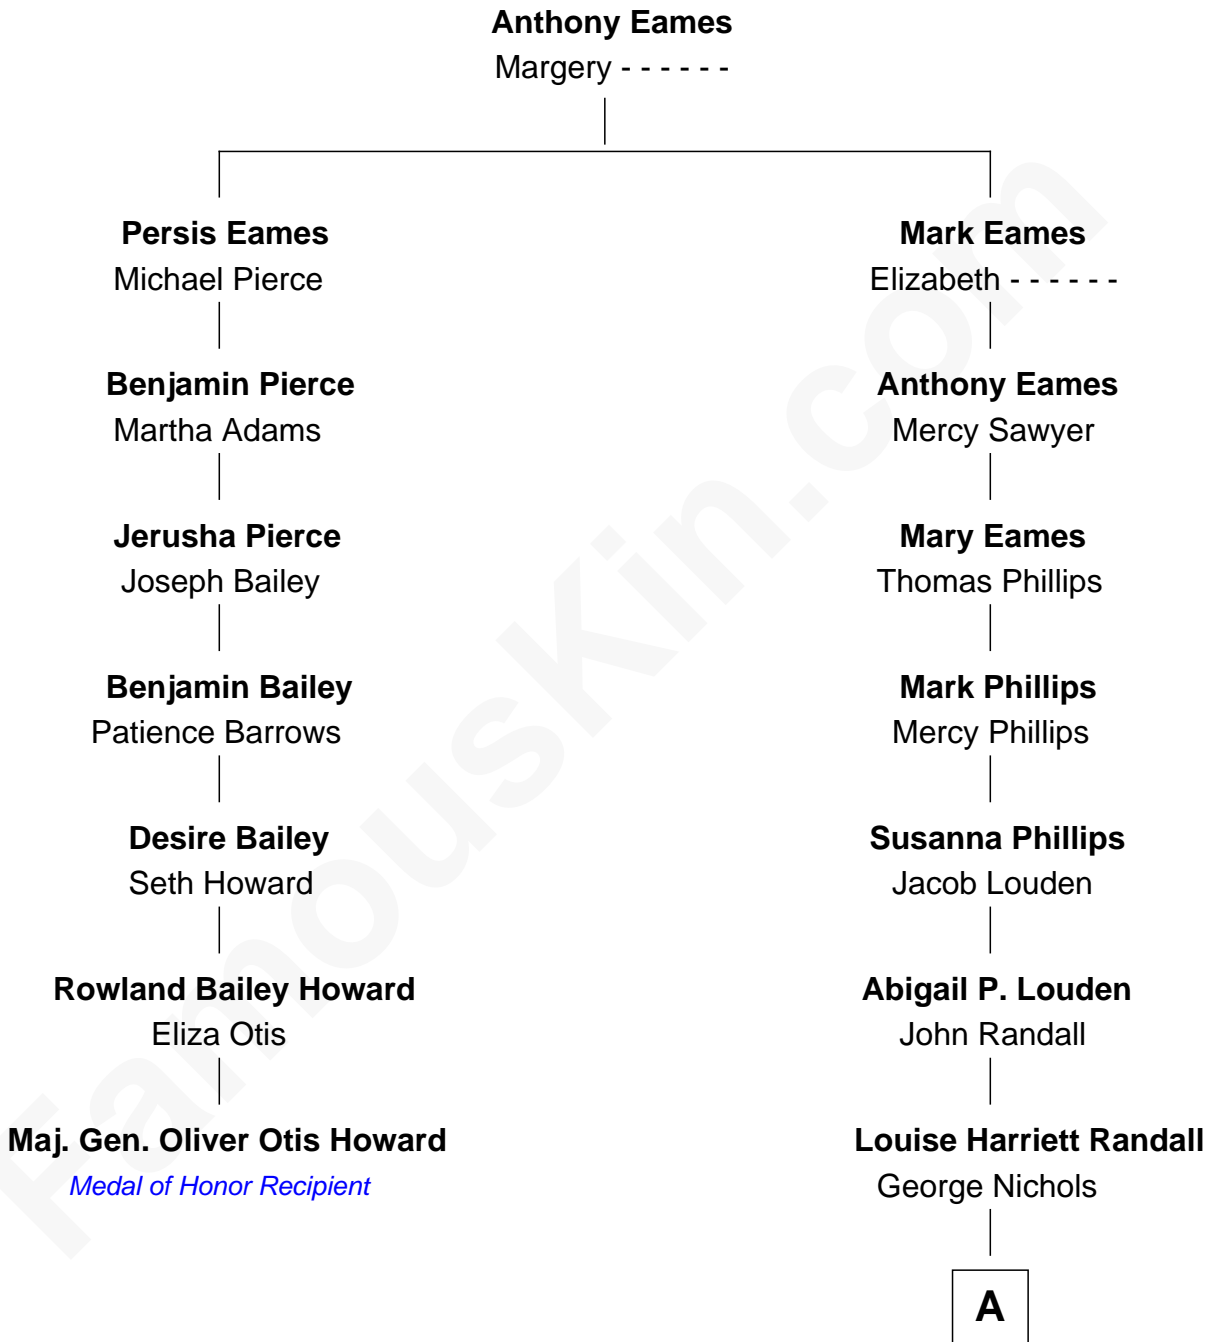 Anthony Eames
Margery - - - - - -
Persis Eames
Michael Pierce
Mark Eames
Elizabeth - - - - - -
Benjamin Pierce
Martha Adams
Anthony Eames
Mercy Sawyer
Jerusha Pierce
Joseph Bailey
Mary Eames
Thomas Phillips
Benjamin Bailey
Patience Barrows
Mark Phillips
Mercy Phillips
Desire Bailey
Seth Howard
Susanna Phillips
Jacob Louden
Rowland Bailey Howard
Eliza Otis
Abigail P. Louden
John Randall
Maj. Gen. Oliver Otis Howard
Medal of Honor Recipient
Louise Harriett Randall
George Nichols
A
FamousKin.com